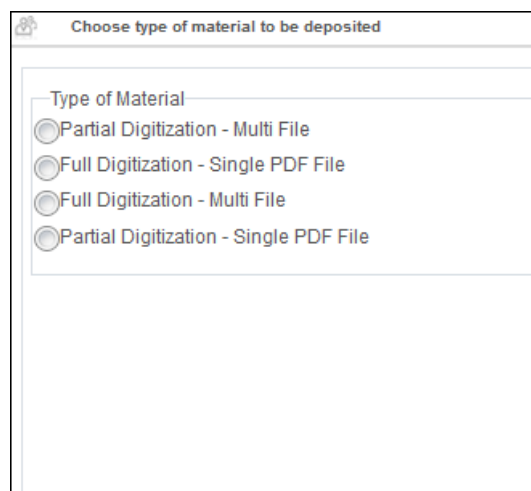 Choose type of material to be deposited
Type of Material
Partial Digitization - Multi File
Full Digitization - Single PDF File
Full Digitization - Multi File
Partial Digitization - Single PDF File